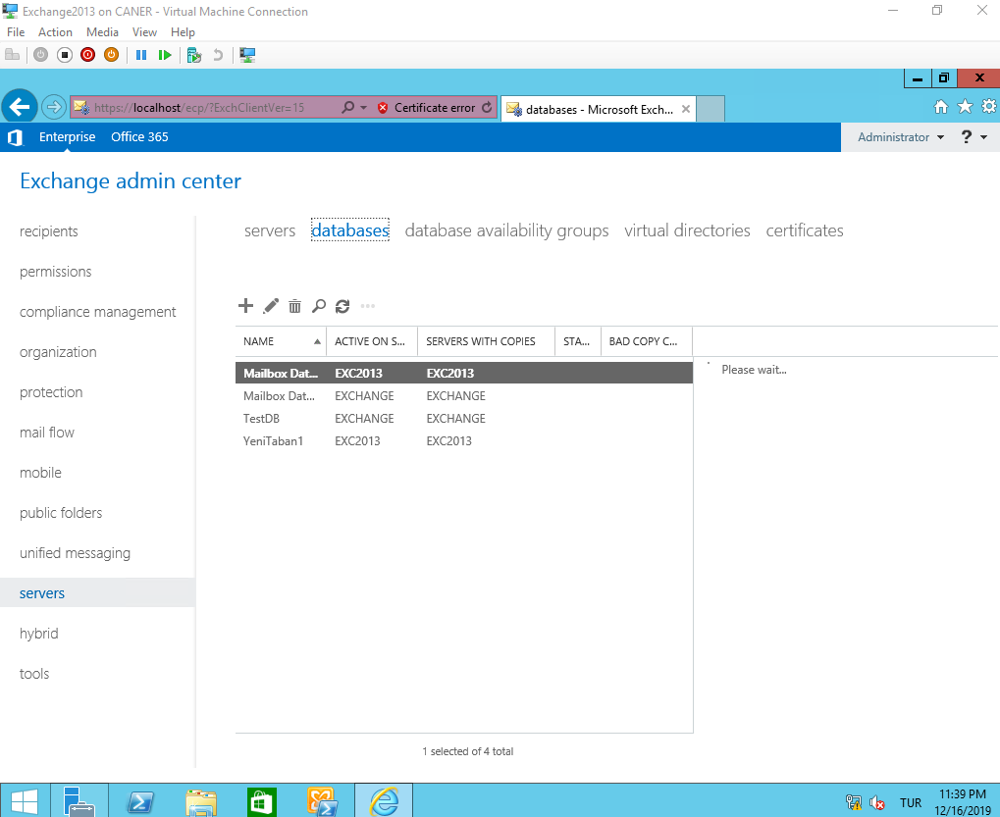 Exchange2013 on CANER - Virtual Machine Connection
File Action Media View Help
https://localhost/ecp/?ExchClientVer=15 Certificate error databases - Microsoft Exch...
Enterprise Office 365 Administrator ?
Exchange admin center
recipients
permissions
compliance management
organization
protection
mail flow
mobile
public folders
unified messaging
servers
hybrid
tools
servers databases database availability groups virtual directories certificates
NAME ACTIVE ON S... SERVERS WITH COPIES STA... BAD COPY C...
Mailbox Dat... EXC2013 EXC2013
Mailbox Dat... EXCHANGE EXCHANGE
TestDB EXCHANGE EXCHANGE
YeniTaban1 EXC2013 EXC2013
Please wait...
1 selected of 4 total
TUR
11:39 PM
12/16/2019